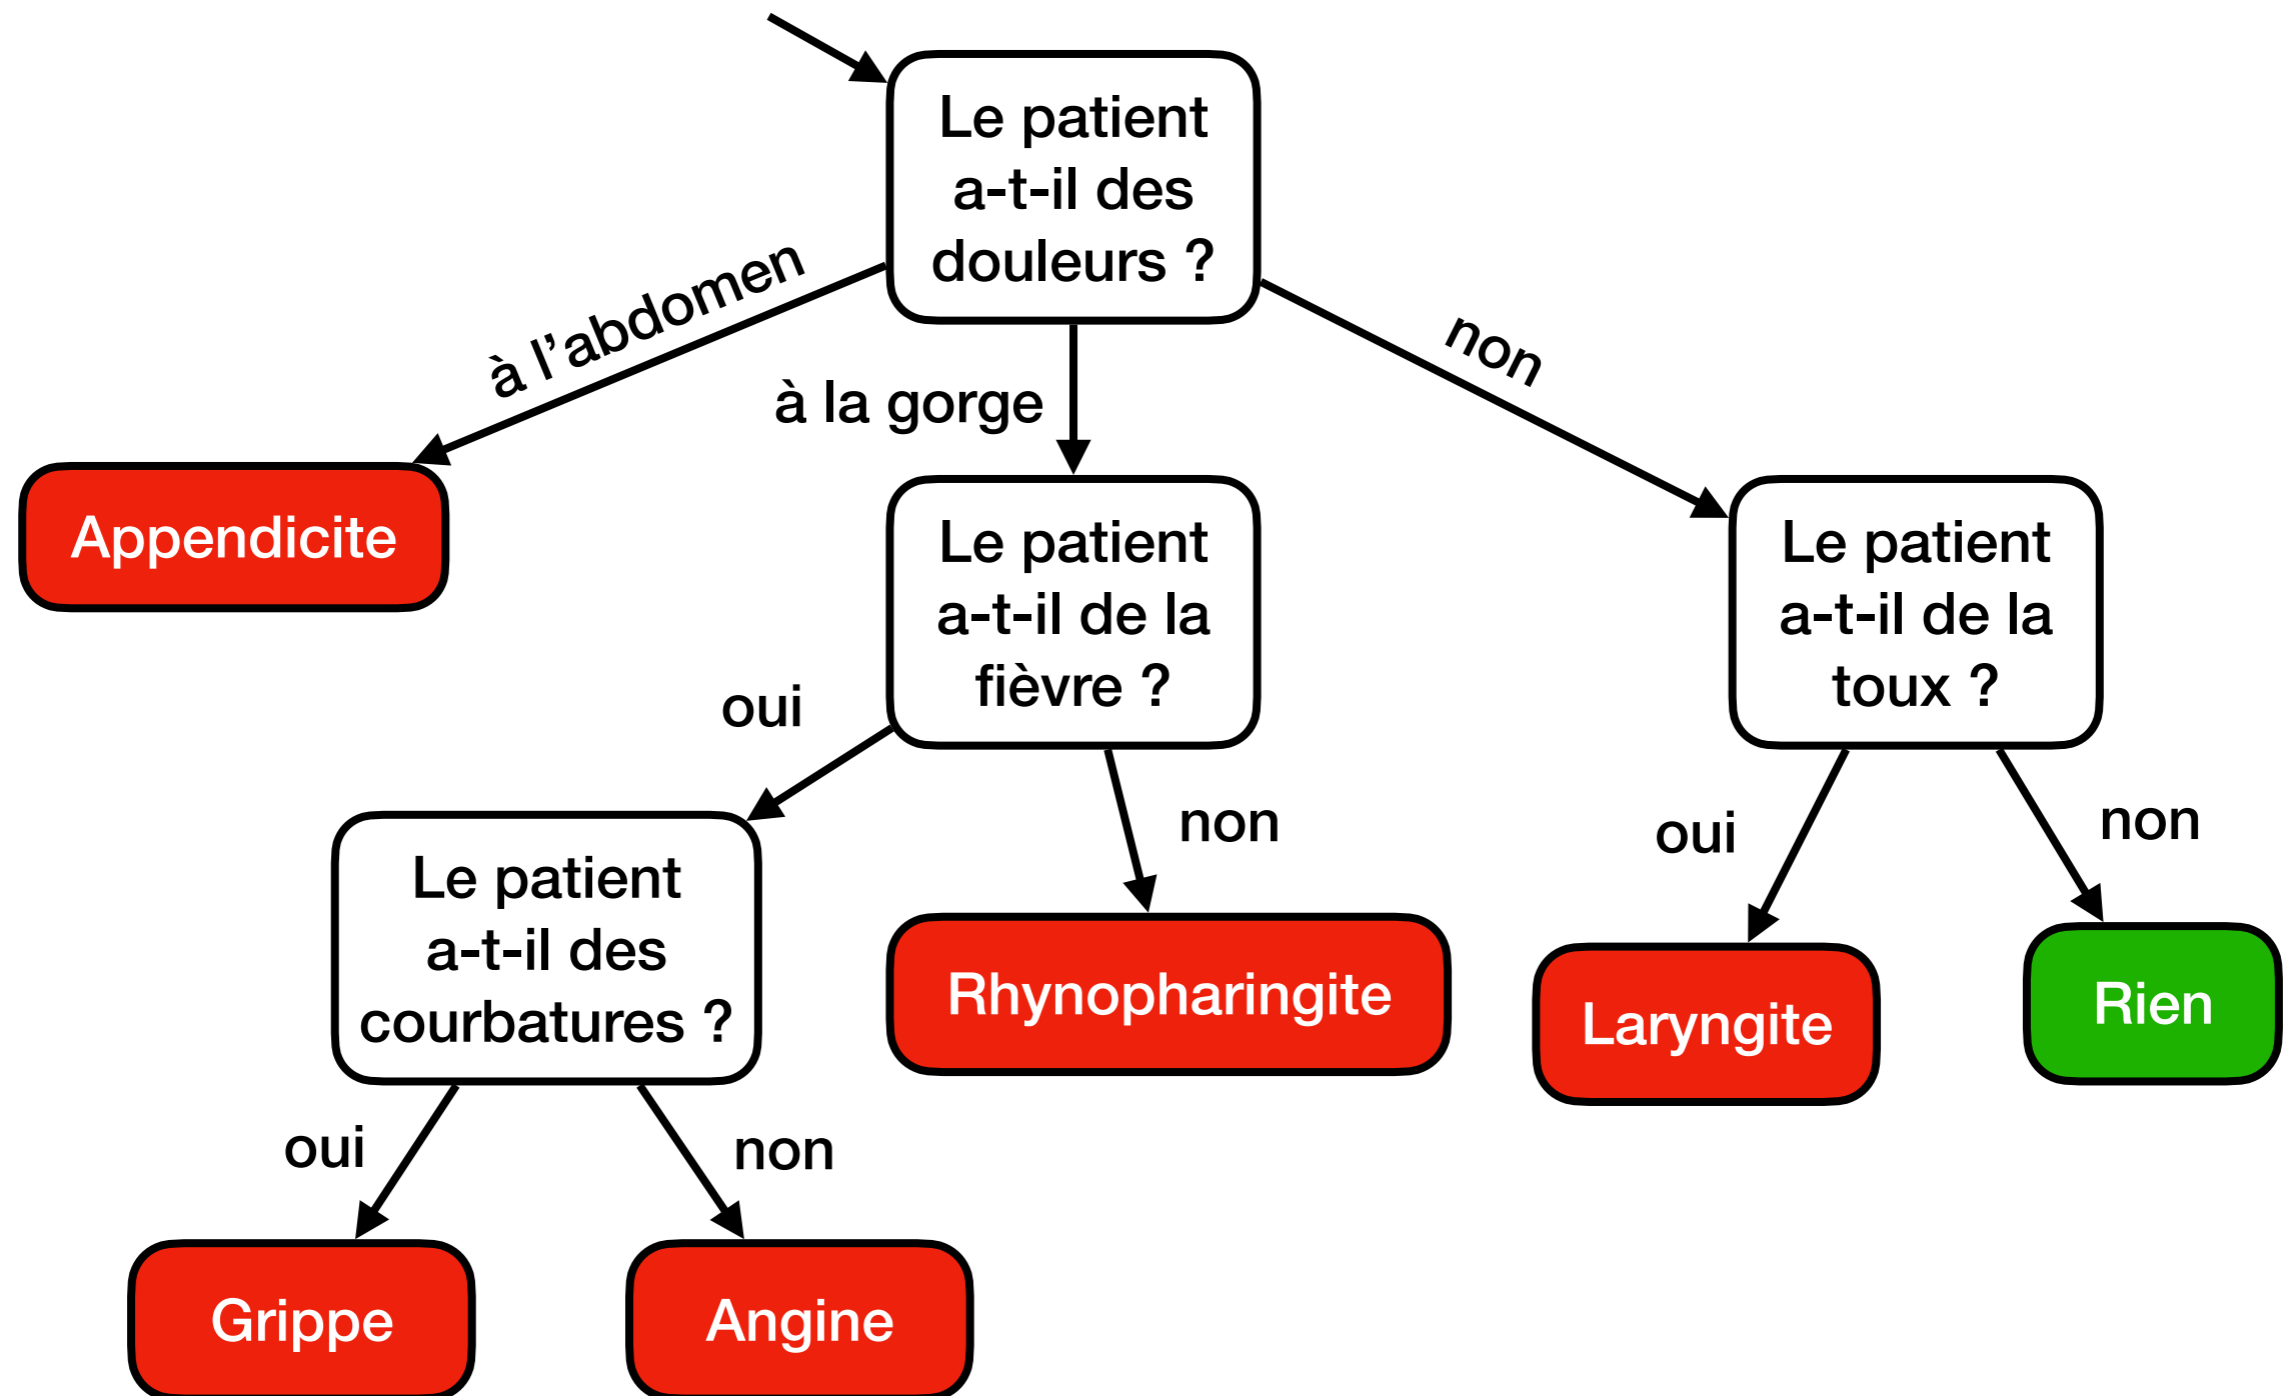 Le patient
a-t-il des
douleurs ?
à l'abdomen
à la gorge
non
Appendicite
Le patient
a-t-il de la
fièvre ?
Le patient
a-t-il de la
toux ?
oui
non
oui
non
Le patient
a-t-il des
courbatures ?
Rhynopharingite
Laryngite
Rien
oui
non
Grippe
Angine